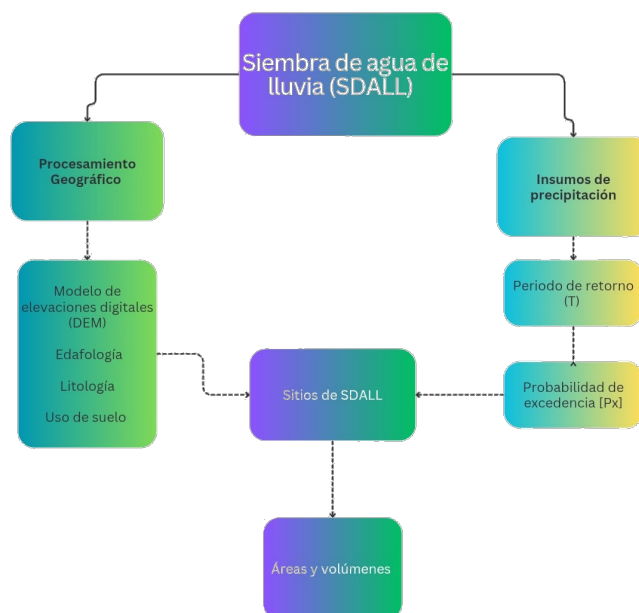 Siembra de agua de
lluvia (SDALL)
Procesamiento
Geográfico
Insumos de
precipitación
Modelo de
elevaciones digitales
(DEM)
Edafología
Litología
Uso de suelo
Periodo de retorno
(T)
Sitios de SDALL
Probabilidad de
excedencia [Px]
Áreas y volúmenes